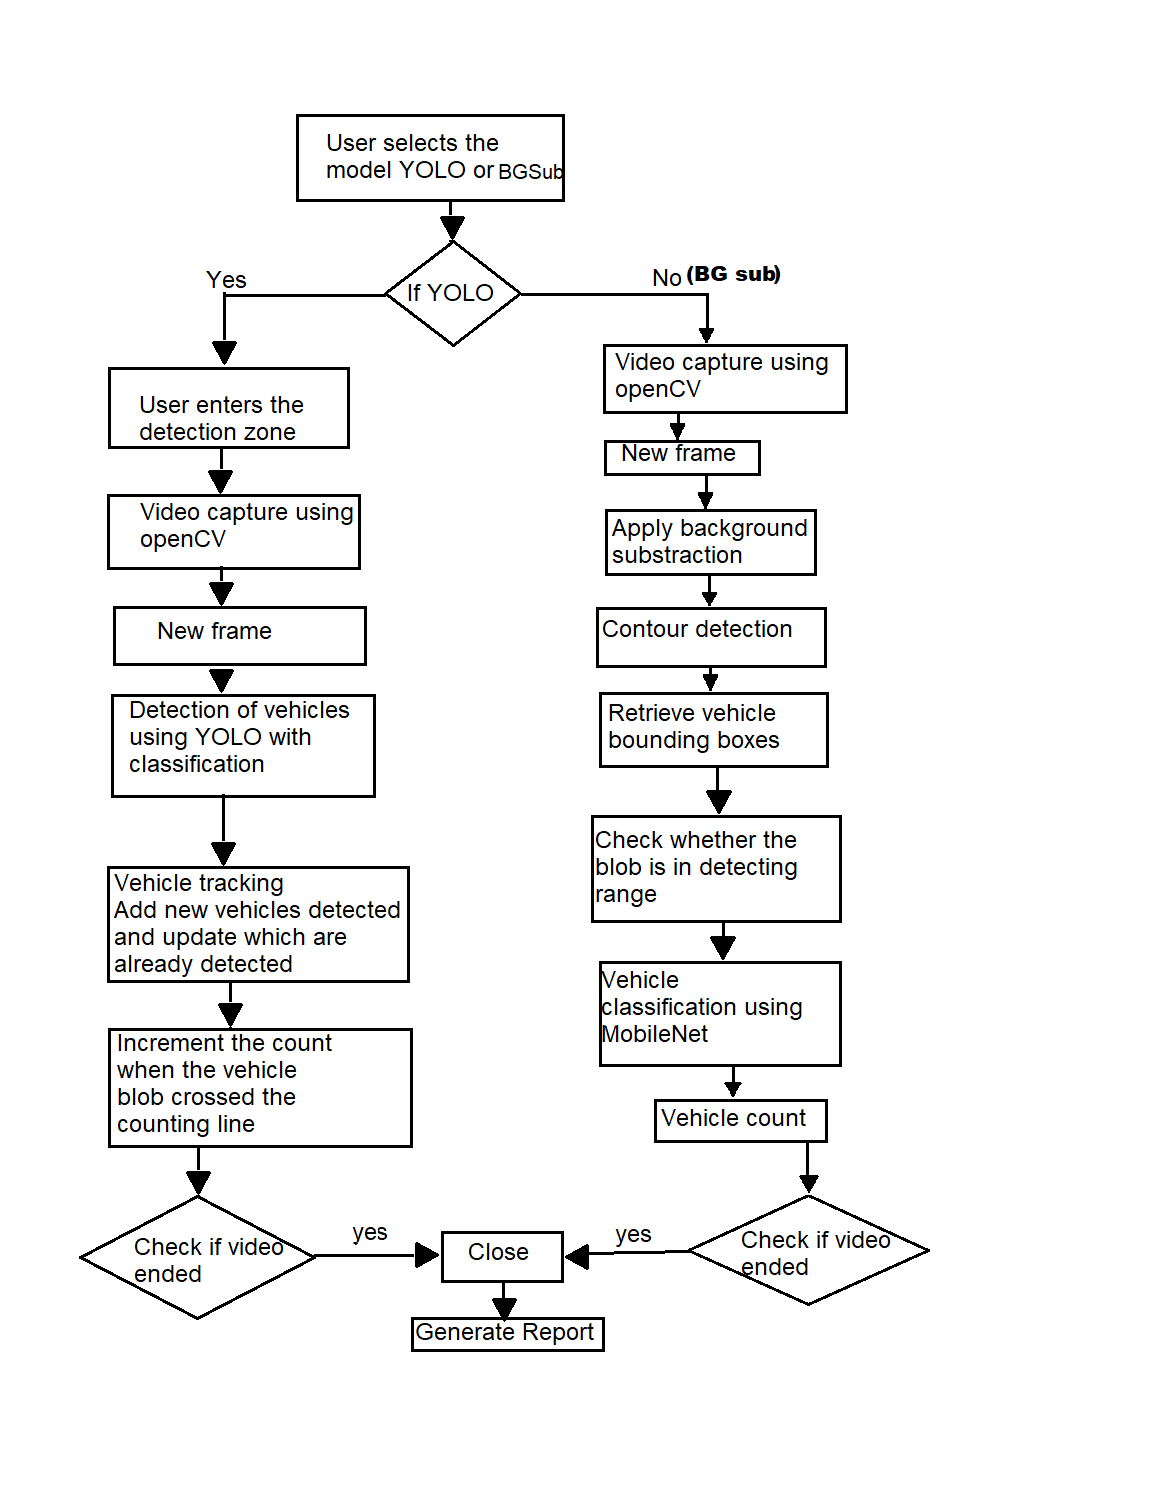 User selects the
model YOLO or BGSub
If YOLO
Yes
No (BG sub)
User enters the
detection zone
Video capture using
openCV
New frame
Detection of vehicles
using YOLO with
classification
Vehicle tracking
Add new vehicles detected
and update which are
already detected
Increment the count
when the vehicle
blob crossed the
counting line
Check if video
ended
yes
Video capture using
openCV
New frame
Apply background
substraction
Contour detection
Retrieve vehicle
bounding boxes
Check whether the
blob is in detecting
range
Vehicle
classification using
MobileNet
Vehicle count
Check if video
ended
yes
Close
Generate Report